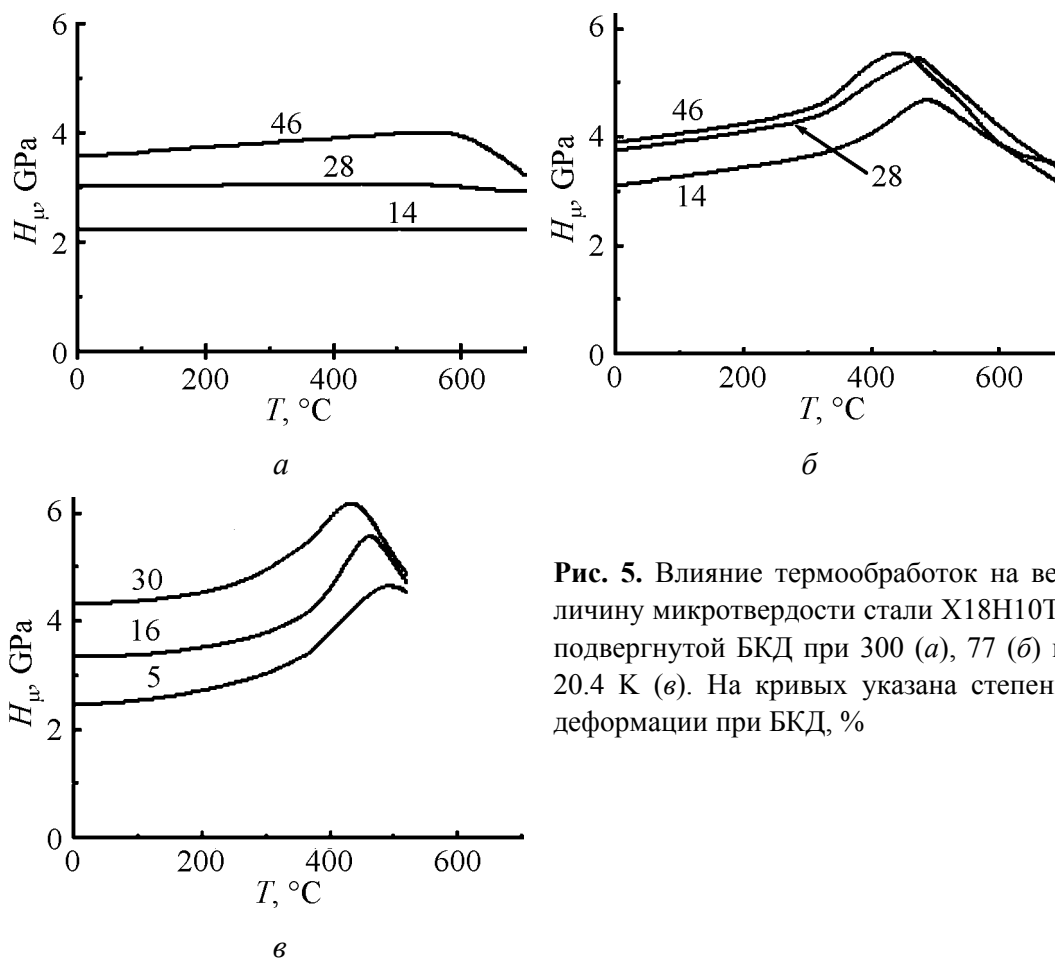 6
4
2
0
H_μ, GPa
46
28
14
0 200 400 600
T, °C
а
6
4
2
0
H_μ, GPa
46
28
14
0 200 400 600
T, °C
б
6
4
2
0
H_μ, GPa
30
16
5
0 200 400 600
T, °C
в
Рис. 5. Влияние термообработок на ве-
личину микротвердости стали Х18Н10Т
подвергнутой БКД при 300 (а), 77 (б)
20.4 K (в). На кривых указана степен
деформации при БКД, %